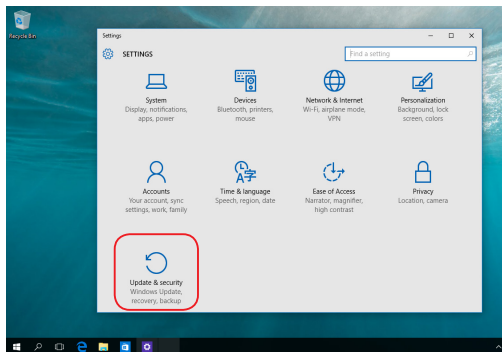 Recycle Bin
Settings
SETTINGS
Find a setting
System
Display, notifications,
apps, power
Devices
Bluetooth, printers,
mouse
Network & Internet
Wi-Fi, airplane mode,
VPN
Personalization
Background, lock
screen, colors
Accounts
Your account, sync
settings, work, family
Time & language
Speech, region, date
Ease of Access
Narrator, magnifier,
high contrast
Privacy
Location, camera
Update & security
Windows Update,
recovery, backup